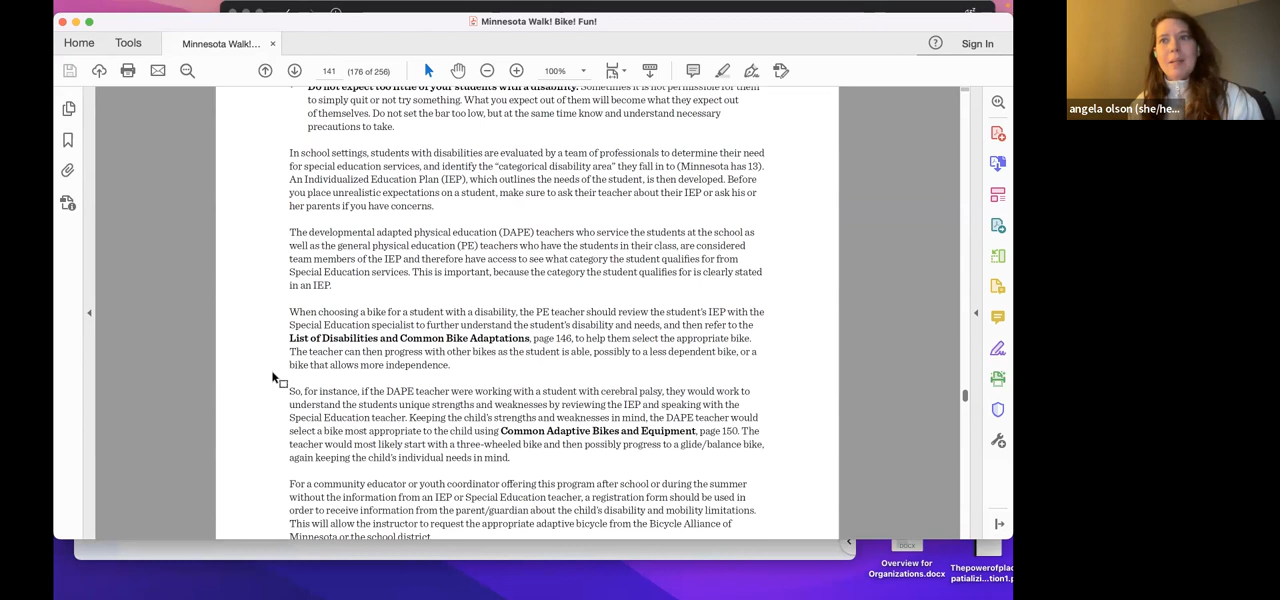 Minnesota Walk! Bike! Fun!
Home
Tools
Minnesota Walk!...
×
Sign In
141
(176 of 256)
100%
Do not expect too little of your students with a disability. Sometimes it is not permissible for them
to simply quit or not try something. What you expect out of them will become what they expect out
of themselves. Do not set the bar too low, but at the same time know and understand necessary
precautions to take.
In school settings, students with disabilities are evaluated by a team of professionals to determine their need
for special education services, and identify the “categorical disability area” they fall in to (Minnesota has 13).
An Individualized Education Plan (IEP), which outlines the needs of the student, is then developed. Before
you place unrealistic expectations on a student, make sure to ask their teacher about their IEP or ask his or
her parents if you have concerns.
The developmental adapted physical education (DAPE) teachers who service the students at the school as
well as the general physical education (PE) teachers who have the students in their class, are considered
team members of the IEP and therefore have access to see what category the student qualifies for from
Special Education services. This is important, because the category the student qualifies for is clearly stated
in an IEP.
When choosing a bike for a student with a disability, the PE teacher should review the student’s IEP with the
Special Education specialist to further understand the student’s disability and needs, and then refer to the
List of Disabilities and Common Bike Adaptations, page 146, to help them select the appropriate bike.
The teacher can then progress with other bikes as the student is able, possibly to a less dependent bike, or a
bike that allows more independence.
So, for instance, if the DAPE teacher were working with a student with cerebral palsy, they would work to
understand the students unique strengths and weaknesses by reviewing the IEP and speaking with the
Special Education teacher. Keeping the child’s strengths and weaknesses in mind, the DAPE teacher would
select a bike most appropriate to the child using Common Adaptive Bikes and Equipment, page 150. The
teacher would most likely start with a three-wheeled bike and then possibly progress to a glide/balance bike,
again keeping the child’s individual needs in mind.
For a community educator or youth coordinator offering this program after school or during the summer
without the information from an IEP or Special Education teacher, a registration form should be used in
order to receive information from the parent/guardian about the child’s disability and mobility limitations.
This will allow the instructor to request the appropriate adaptive bicycle from the Bicycle Alliance of
Minnesota or the school district.
angela olson (she/he...
DOCX
Overview for
Organizations.docx
Thepowerofplac
patializi...tion1.p